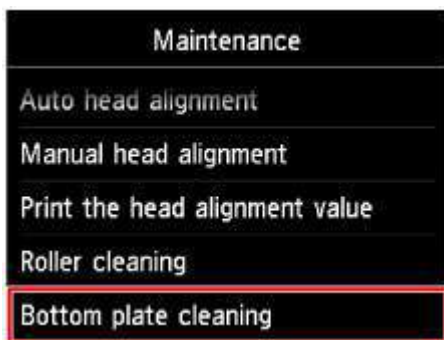 Maintenance
Auto head alignment
Manual head alignment
Print the head alignment value
Roller cleaning
Bottom plate cleaning